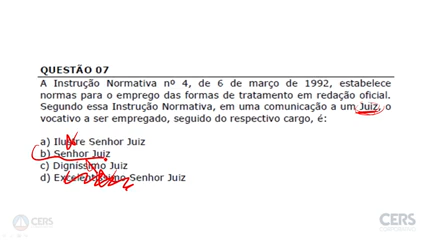 QUESTÃO 07
A Instrução Normativa nº 4, de 6 de março de 1992, estabelece
normas para o emprego das formas de tratamento em redação oficial.
Segundo essa Instrução Normativa, em uma comunicação a um Juiz, o
vocativo a ser empregado, seguido do respectivo cargo, é:
a) Ilustre Senhor Juiz
b) Senhor Juiz
c) Digníssimo Juiz
d) Excelentíssimo Senhor Juiz
CERS
CERS